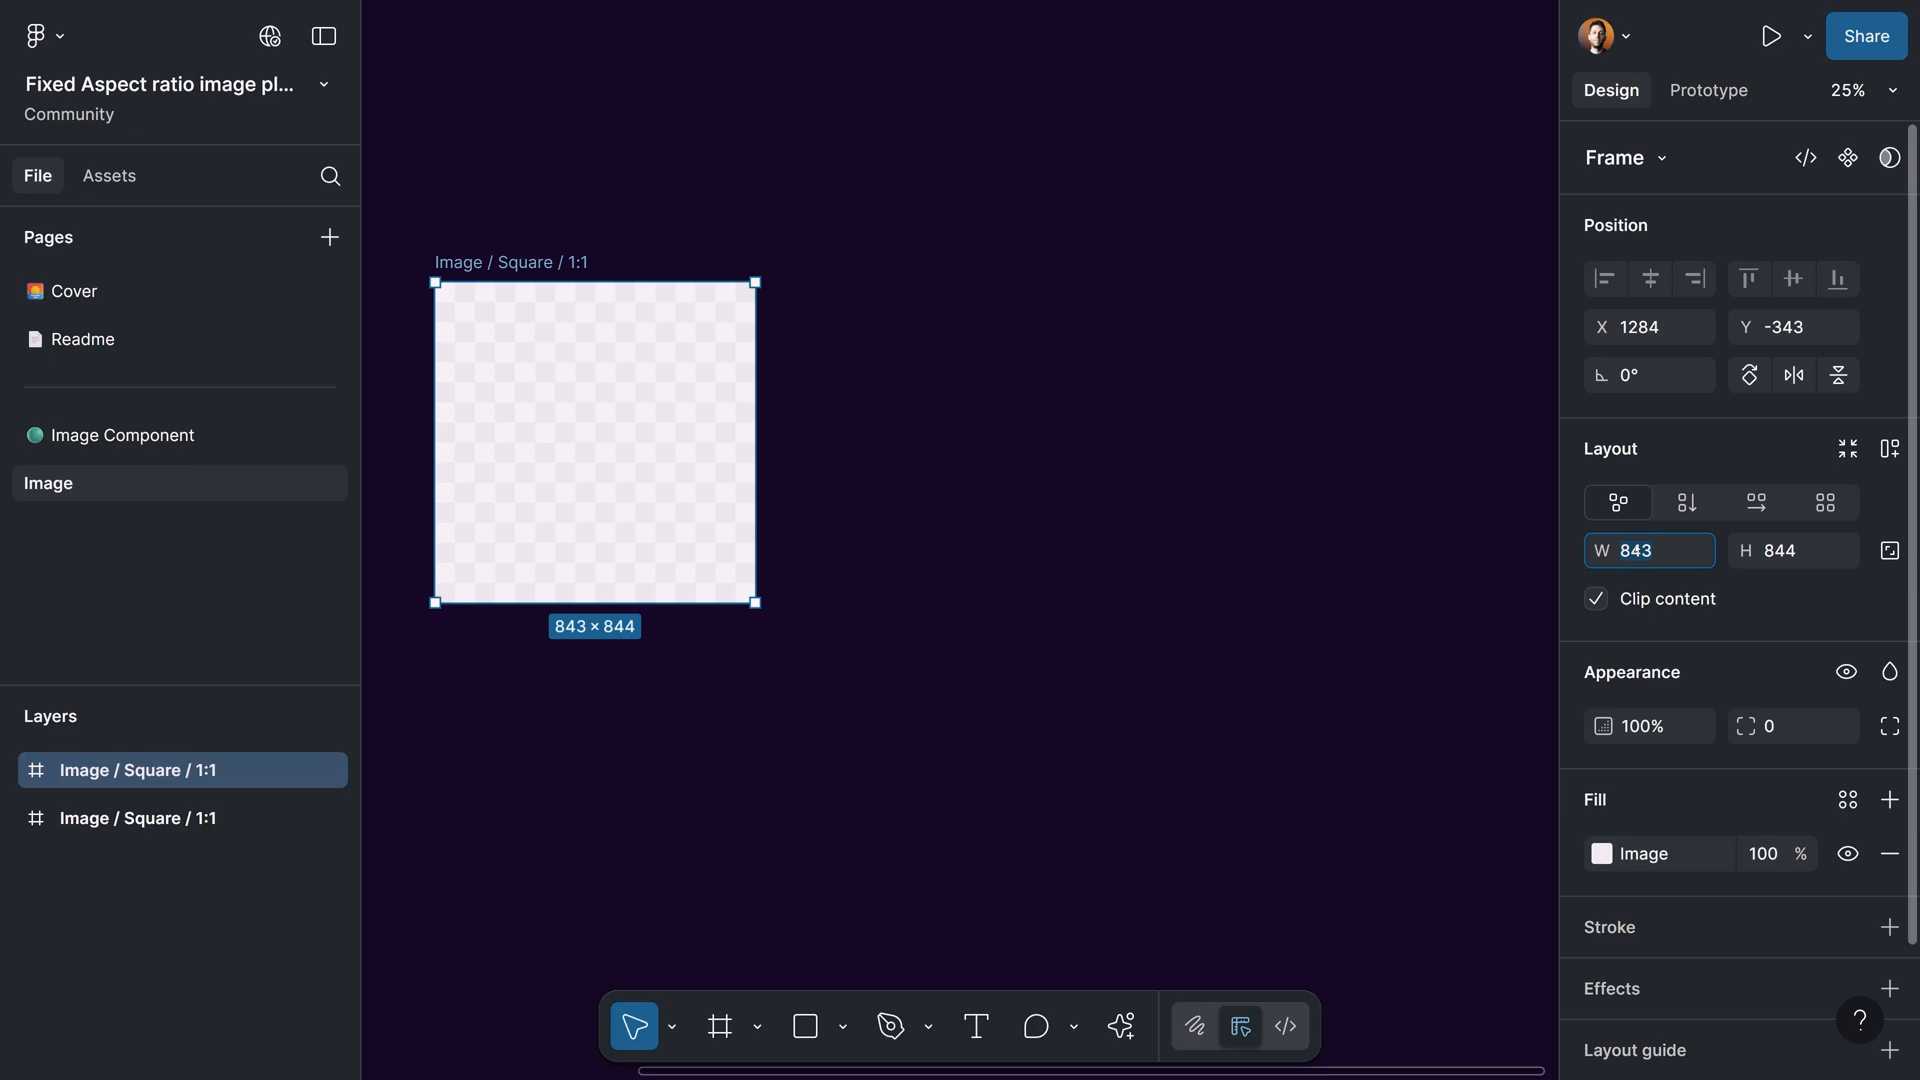 Fixed Aspect ratio image pl...
Community
File
Assets
Pages
Cover
Readme
Image Component
Image
Layers
Image / Square / 1:1
Image / Square / 1:1
Image / Square / 1:1
843 × 844
Share
Design
Prototype
25%
Frame
Position
X 1284
Y -343
0°
Layout
W 843
H 844
Clip content
Appearance
100%
0
Fill
Image
100 %
Stroke
Effects
?
Layout guide